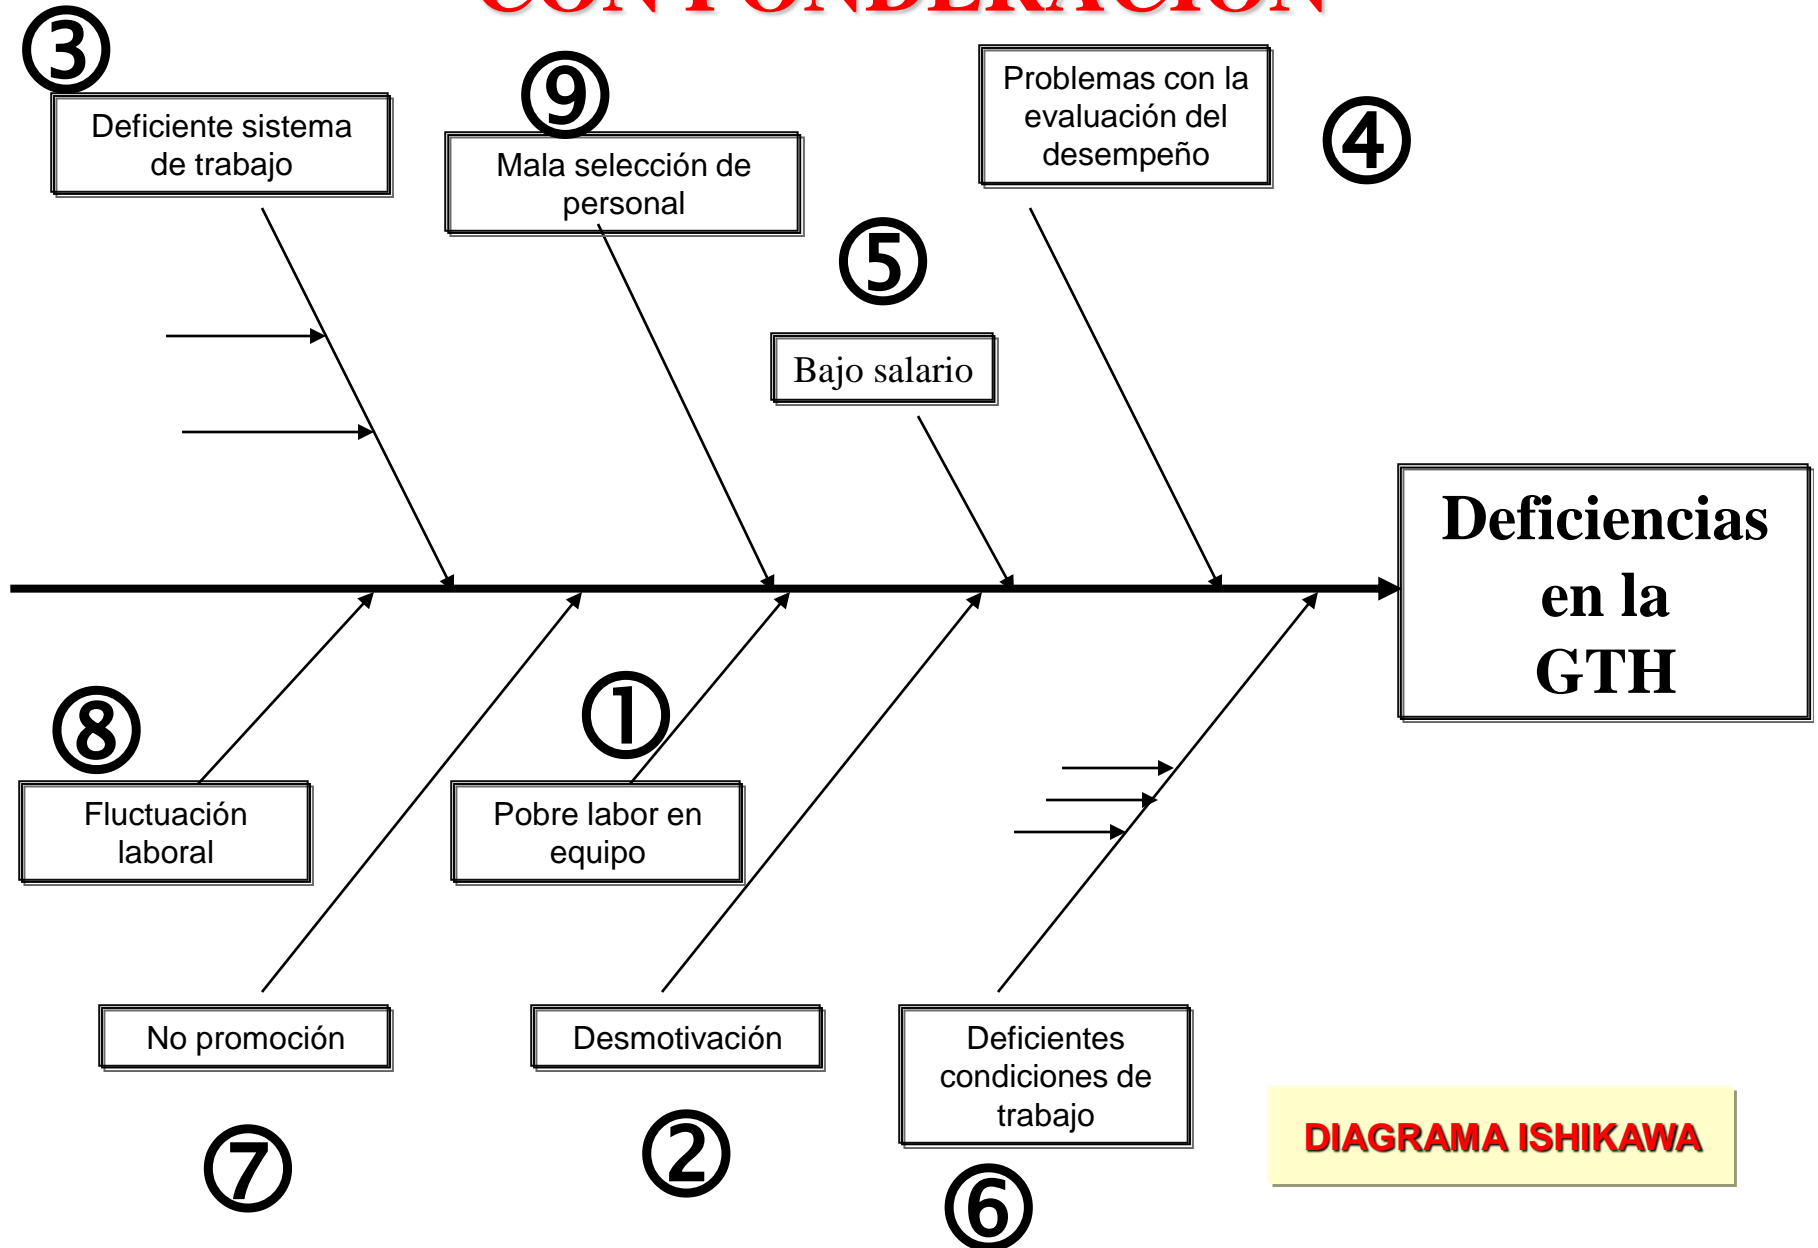 CON PONDERACIÓN
③
Deficiente sistema
de trabajo
⑨
Mala selección de
personal
Problemas con la
evaluación del
desempeño
④
⑤
Bajo salario
Deficiencias
en la
GTH
⑧
Fluctuación
laboral
①
Pobre labor en
equipo
No promoción
⑦
Desmotivación
②
Deficientes
condiciones de
trabajo
⑥
DIAGRAMA ISHIKAWA